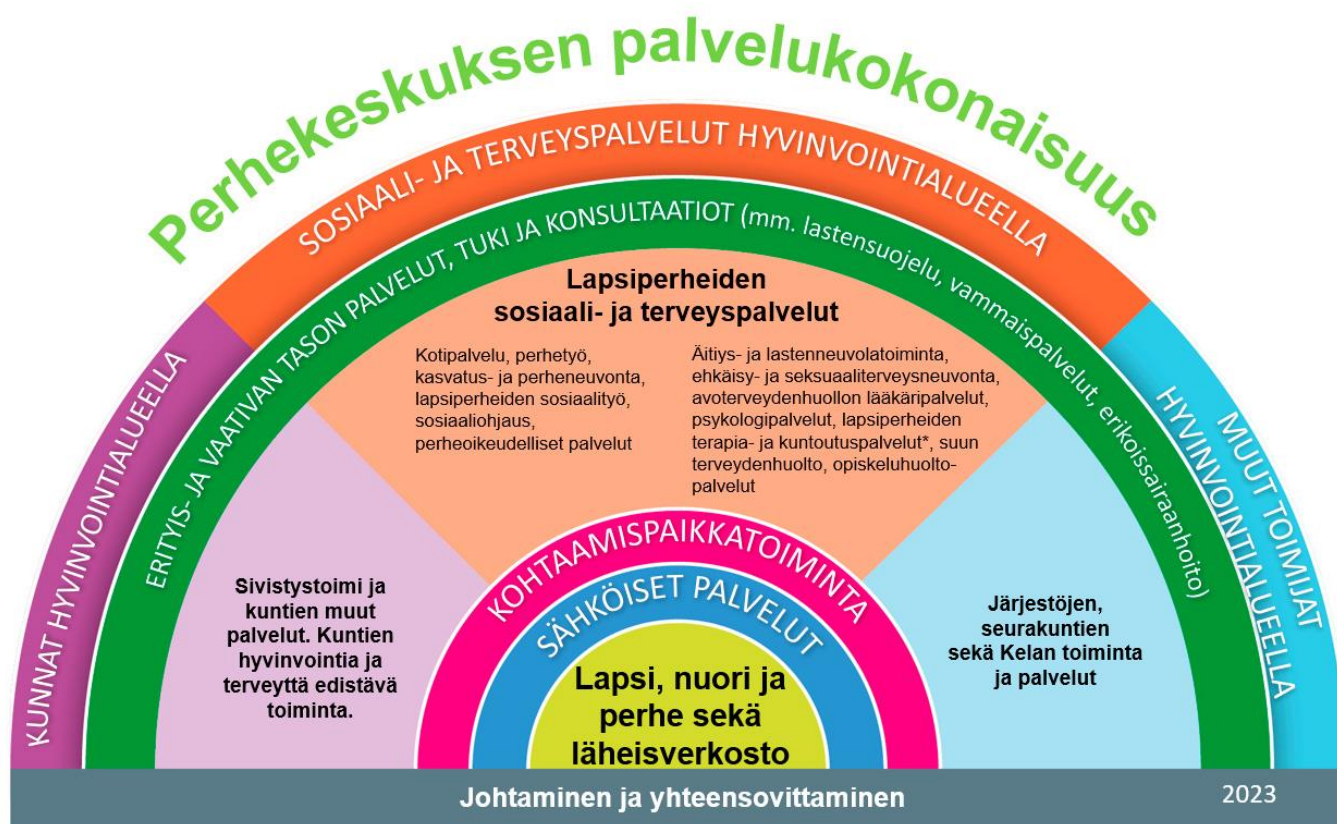 Perhekeskuksen palvelukokonaisuus
SOSIAALI- JA TERVEYSPALVELUT HYVINVOINTIALUEELLA
KUNNAT HYVINVOINTIALUEELLA
MUUT TOIMIJAT
HYVINVOINTIALUEELLA
ERITYIS- JA VAATIVAN TASON PALVELUT, TUKI JA KONSULTAATIOT (mm. lastensuojelu, vammaispalvelut, erikoissairaanhoito)
Lapsiperheiden
sosiaali- ja terveyspalvelut
Kotipalvelu, perhetyö,
kasvatus- ja perheneuvonta,
lapsiperheiden sosiaalityö,
sosiaaliohjaus,
perheoikeudelliset palvelut
Äitiys- ja lastenneuvolatoiminta,
ehkäisy- ja seksuaaliterveysneuvonta,
avoterveydenhuollon lääkäripalvelut,
psykologipalvelut, lapsiperheiden
terapia- ja kuntoutuspalvelut*, suun
terveydenhuolto, opiskeluhuolto-
palvelut
Sivistystoimi ja
kuntien muut
palvelut. Kuntien
hyvinvointia ja
terveyttä edistävä
toiminta.
Järjestöjen,
seurakuntien
sekä Kelan toiminta
ja palvelut
KOHTAAMISPAIKKATOIMINTA
SÄHKÖISET PALVELUT
Lapsi, nuori ja
perhe sekä
läheisverkosto
Johtaminen ja yhteensovittaminen
2023